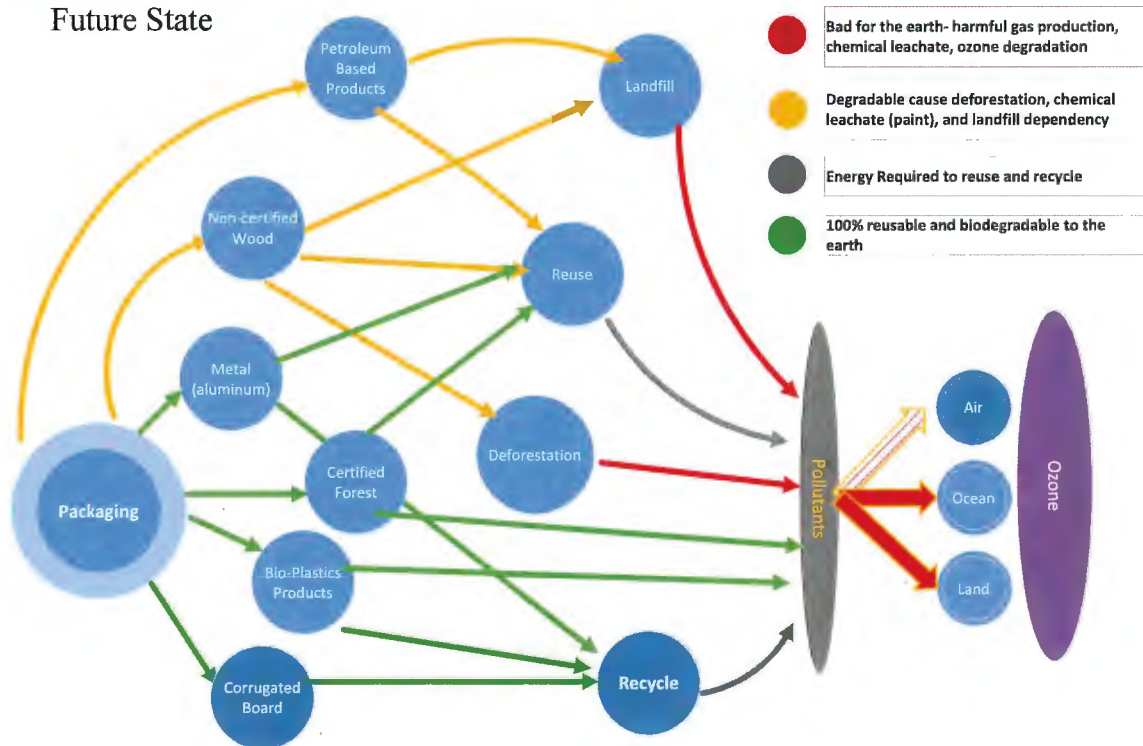 Future State
Petroleum
Based
Products
Landfill
Bad for the earth- harmful gas production,
chemical leachate, ozone degradation
Degradable cause deforestation, chemical
leachate (paint), and landfill dependency
Energy Required to reuse and recycle
100% reusable and biodegradable to the
earth
Non-certified
Wood
Reuse
Metal
(aluminum)
Certified
Forest
Deforestation
Packaging
Bio-Plastics
Products
Corrugated
Board
Recycle
Pollutants
Air
Ocean
Land
Ozone